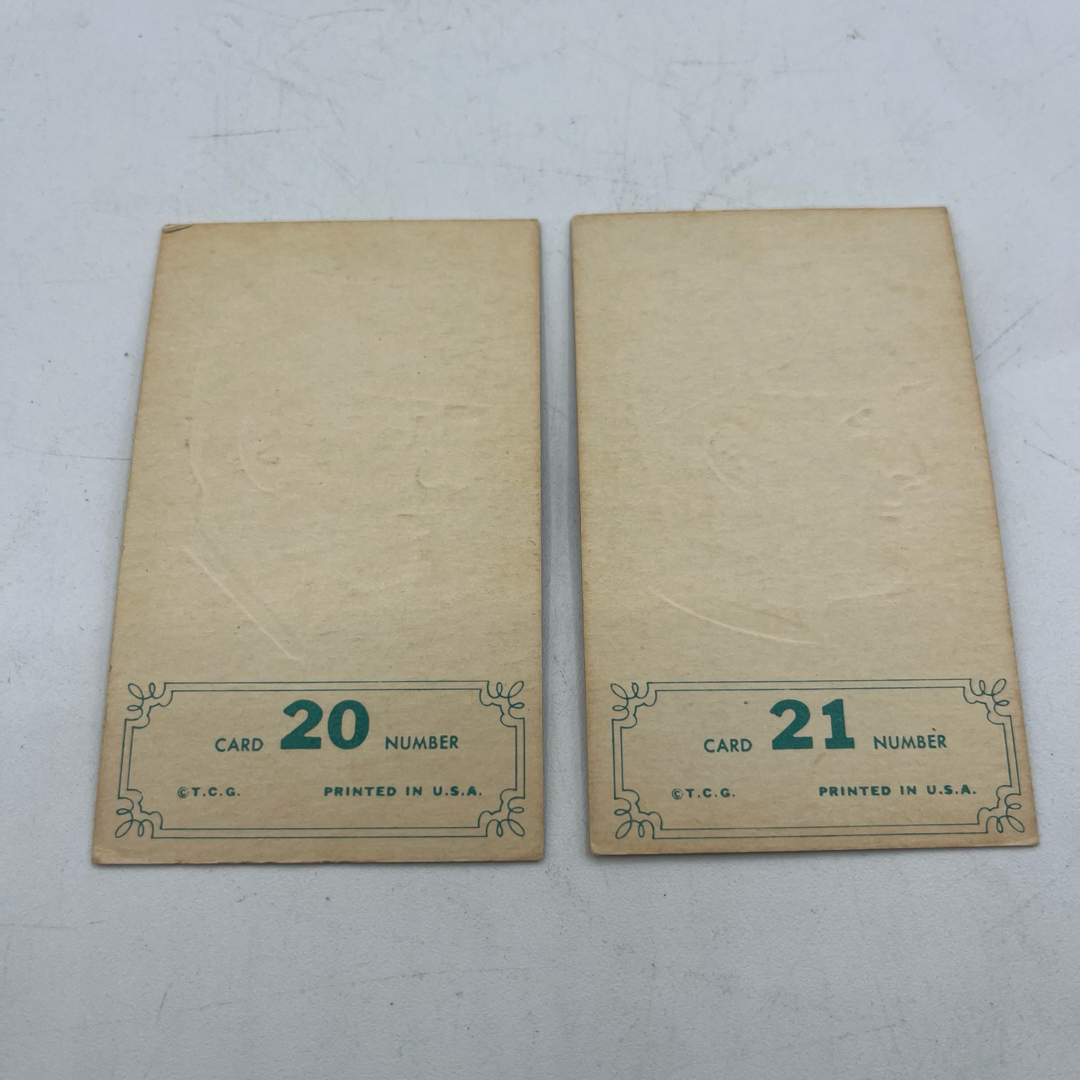 CARD 20 NUMBER
©T.C.G. PRINTED IN U.S.A.
CARD 21 NUMBER
©T.C.G. PRINTED IN U.S.A.